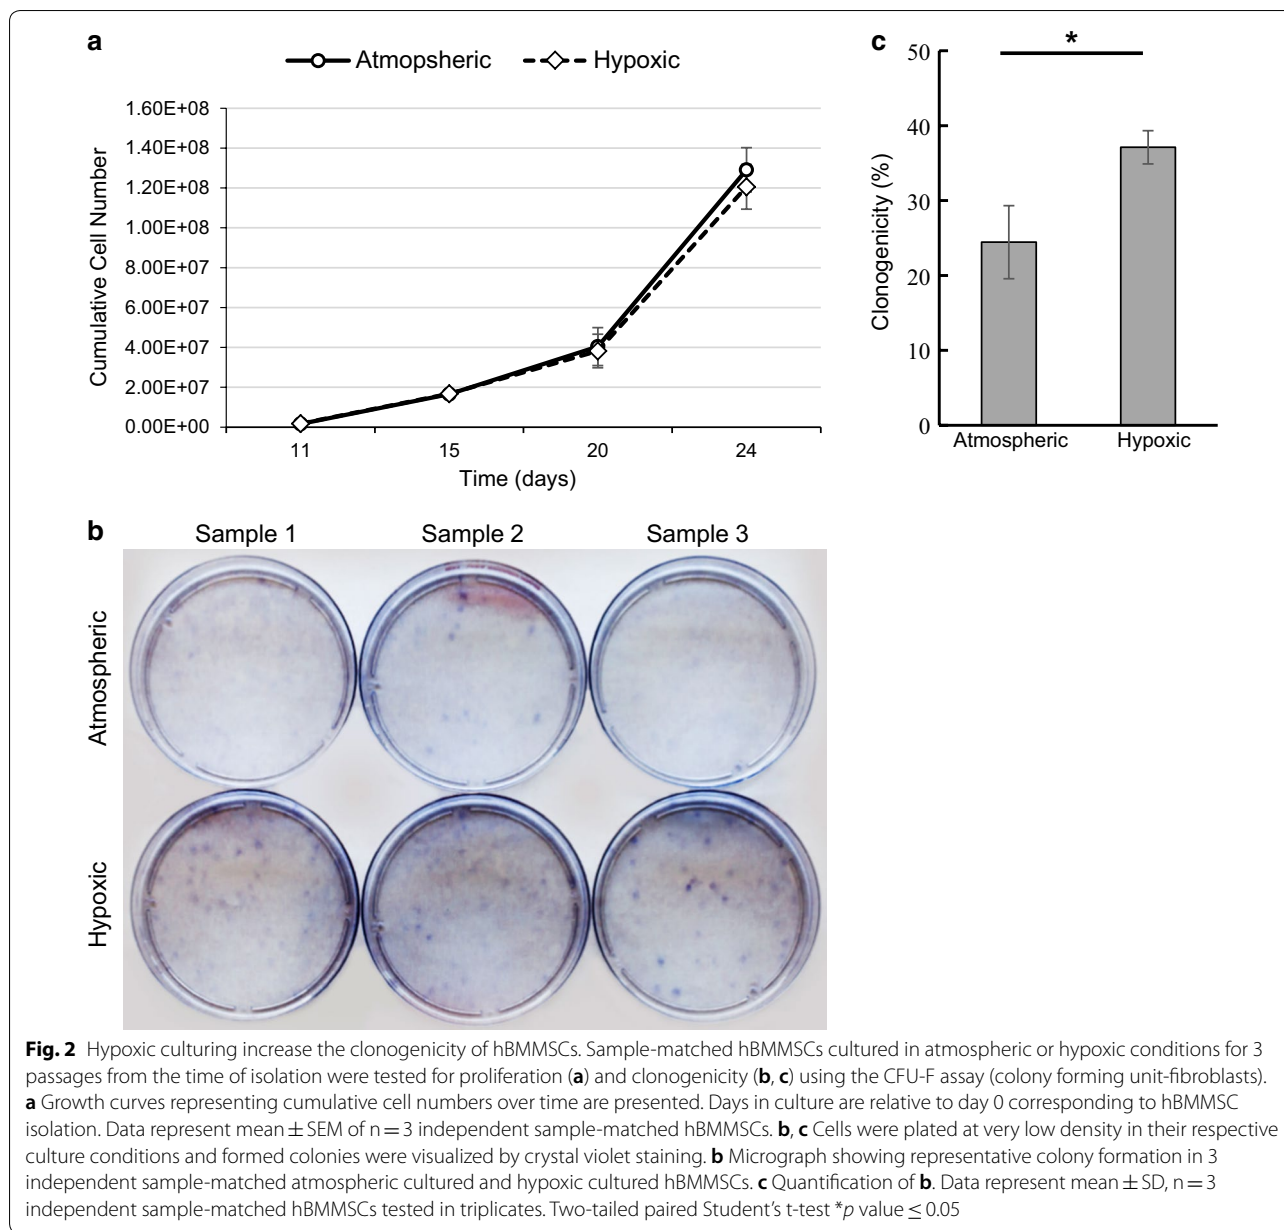 a
Atmopsheric Hypoxic
1.60E+08
1.40E+08
1.20E+08
1.00E+08
8.00E+07
6.00E+07
4.00E+07
2.00E+07
0.00E+00
Cumulative Cell Number
11 15 20 24
Time (days)
c
*
50
40
30
20
10
0
Clonogenicity (%)
Atmospheric Hypoxic
b
Sample 1 Sample 2 Sample 3
Atmospheric
Hypoxic
Fig. 2 Hypoxic culturing increase the clonogenicity of hBMMSCs. Sample-matched hBMMSCs cultured in atmospheric or hypoxic conditions for 3
passages from the time of isolation were tested for proliferation (a) and clonogenicity (b, c) using the CFU-F assay (colony forming unit-fibroblasts).
a Growth curves representing cumulative cell numbers over time are presented. Days in culture are relative to day 0 corresponding to hBMMSC
isolation. Data represent mean ± SEM of n = 3 independent sample-matched hBMMSCs. b, c Cells were plated at very low density in their respective
culture conditions and formed colonies were visualized by crystal violet staining. b Micrograph showing representative colony formation in 3
independent sample-matched atmospheric cultured and hypoxic cultured hBMMSCs. c Quantification of b. Data represent mean ± SD, n = 3
independent sample-matched hBMMSCs tested in triplicates. Two-tailed paired Student's t-test *p value ≤ 0.05